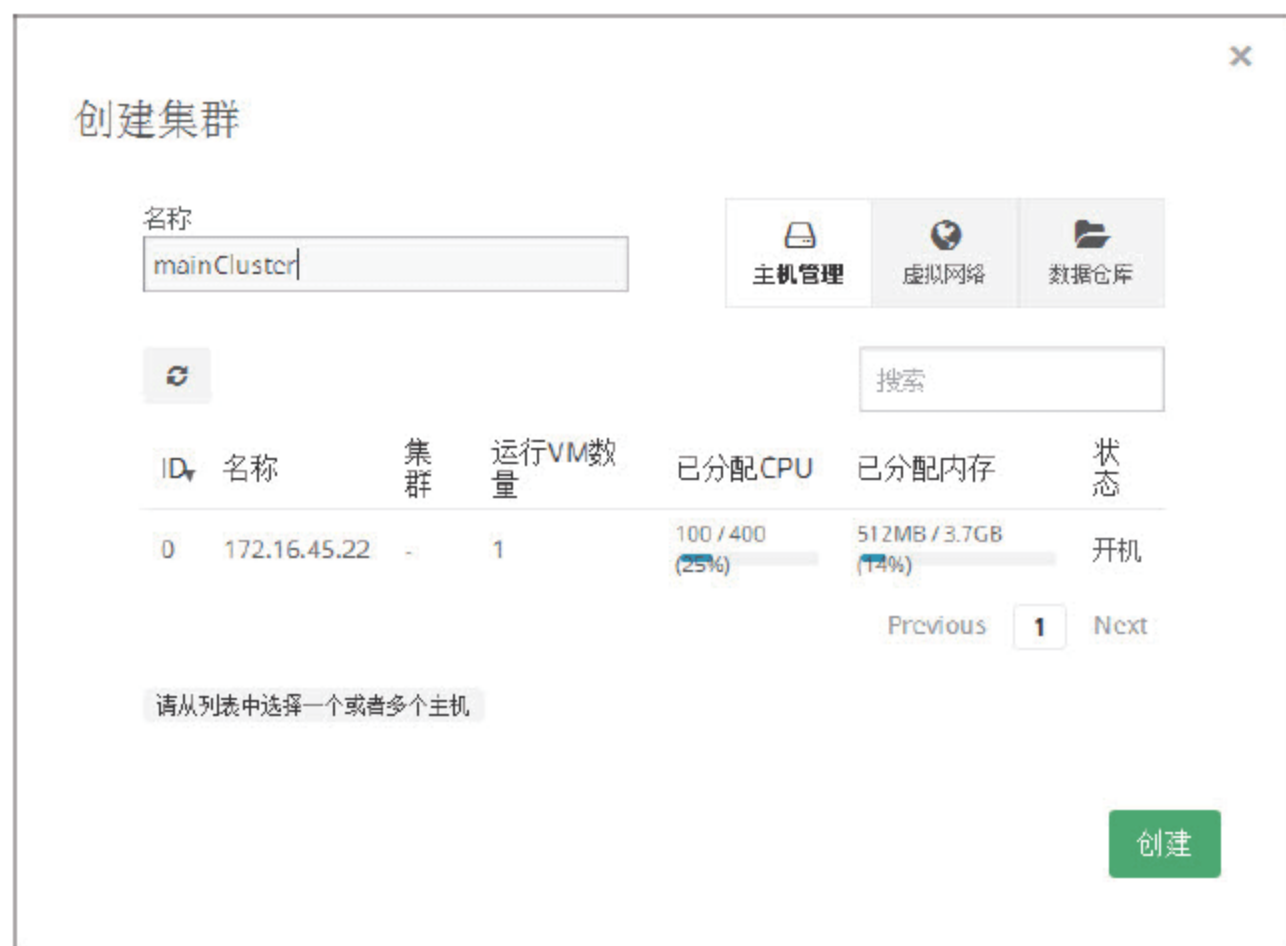 ×
创建集群
名称
mainCluster
主机管理 虚拟网络 数据仓库
搜索
ID 名称 集群 运行VM数量 已分配CPU 已分配内存 状态
0 172.16.45.22 - 1 100 / 400 (25%) 512MB / 3.7GB (14%) 开机
Previous 1 Next
请从列表中选择一个或者多个主机
创建